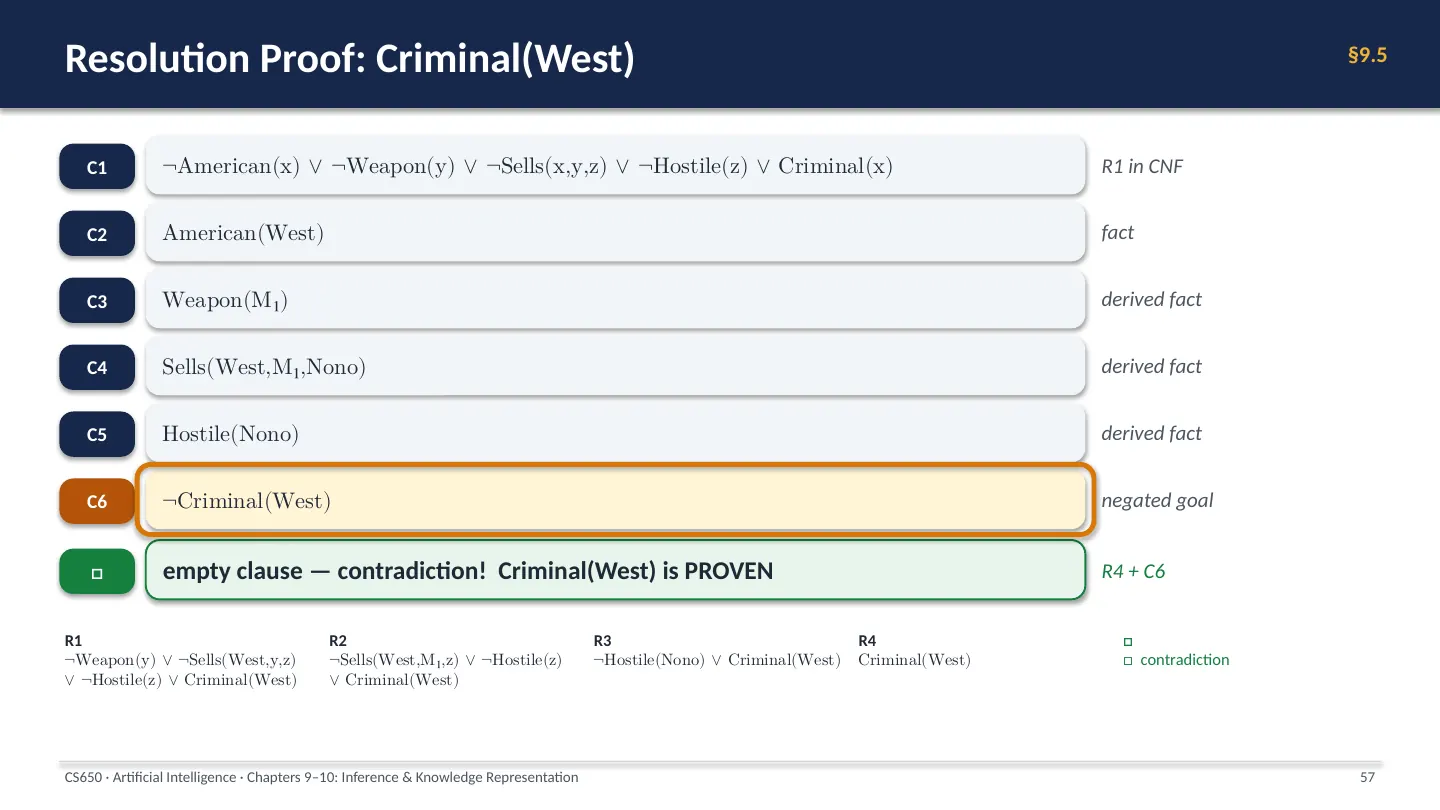 Resolution Proof: Criminal(West)
§9.5
C1 ¬American(x) ∨ ¬Weapon(y) ∨ ¬Sells(x,y,z) ∨ ¬Hostile(z) ∨ Criminal(x) R1 in CNF
C2 American(West) fact
C3 Weapon(M₁) derived fact
C4 Sells(West,M₁,Nono) derived fact
C5 Hostile(Nono) derived fact
C6 ¬Criminal(West) negated goal
□ empty clause — contradiction! Criminal(West) is PROVEN R4 + C6
R1
¬Weapon(y) ∨ ¬Sells(West,y,z)
∨ ¬Hostile(z) ∨ Criminal(West)
R2
¬Sells(West,M₁,z) ∨ ¬Hostile(z)
∨ Criminal(West)
R3
¬Hostile(Nono) ∨ Criminal(West)
R4
Criminal(West)
□
□ contradiction
CS650 · Artificial Intelligence · Chapters 9–10: Inference & Knowledge Representation
57